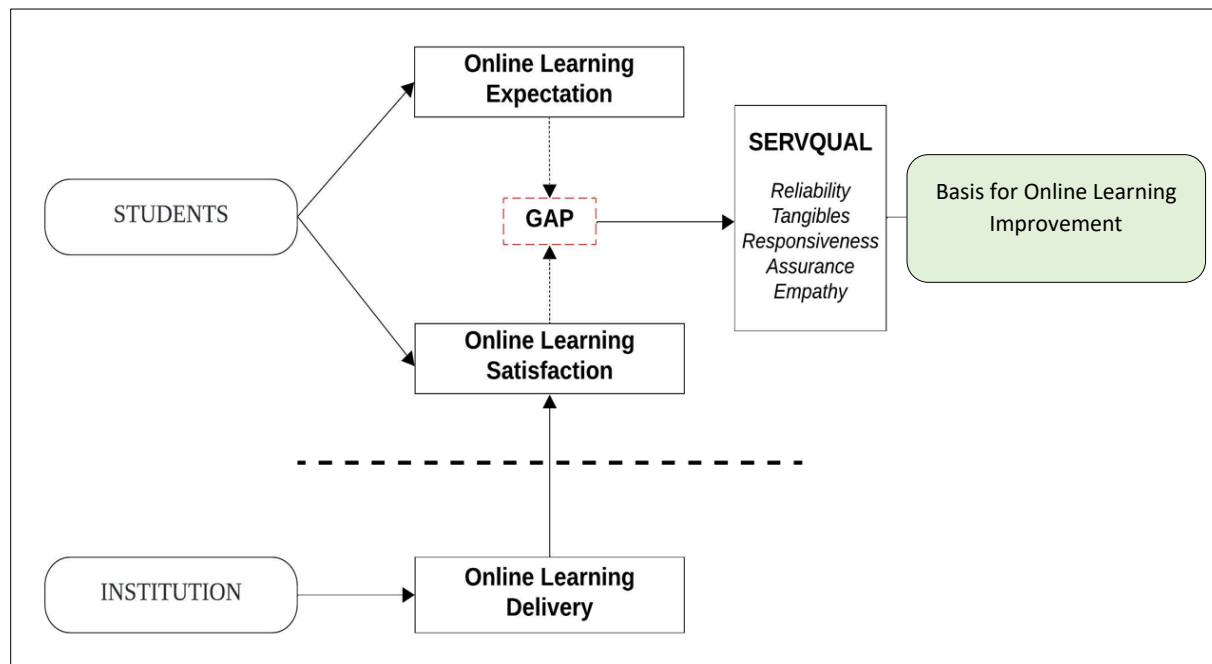 Online Learning
Expectation
STUDENTS
GAP
SERVQUAL
Reliability
Tangibles
Responsiveness
Assurance
Empathy
Basis for Online Learning
Improvement
Online Learning
Satisfaction
INSTITUTION
Online Learning
Delivery